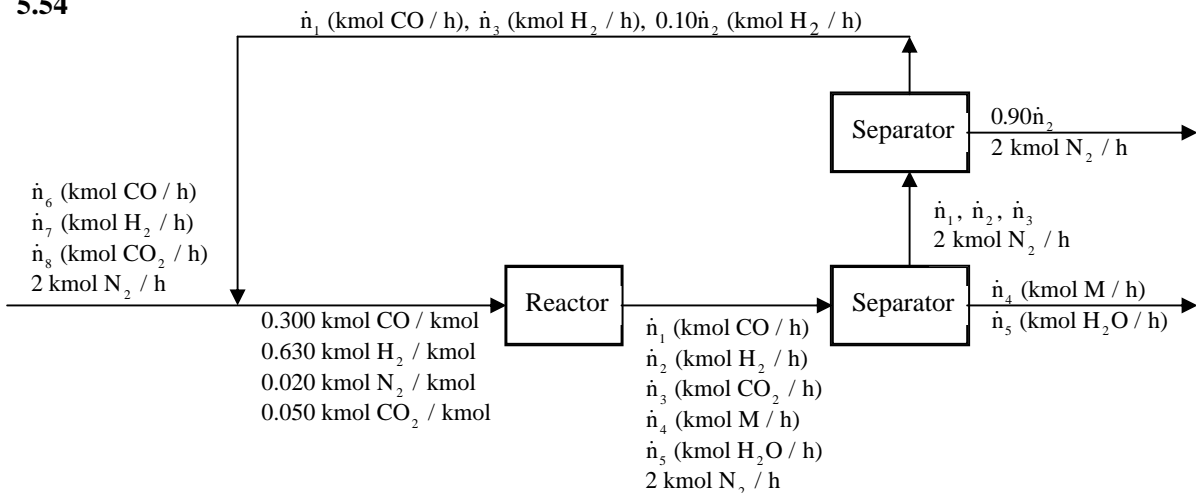 5.54
ṅ₁ (kmol CO / h), ṅ₃ (kmol H₂ / h), 0.10ṅ₂ (kmol H₂ / h)
Separator
0.90ṅ₂
2 kmol N₂ / h
ṅ₆ (kmol CO / h)
ṅ₇ (kmol H₂ / h)
ṅ₈ (kmol CO₂ / h)
2 kmol N₂ / h
ṅ₁, ṅ₂, ṅ₃
2 kmol N₂ / h
Reactor
Separator
ṅ₄ (kmol M / h)
ṅ₅ (kmol H₂O / h)
0.300 kmol CO / kmol
0.630 kmol H₂ / kmol
0.020 kmol N₂ / kmol
0.050 kmol CO₂ / kmol
ṅ₁ (kmol CO / h)
ṅ₂ (kmol H₂ / h)
ṅ₃ (kmol CO₂ / h)
ṅ₄ (kmol M / h)
ṅ₅ (kmol H₂O / h)
2 kmol N₂ / h